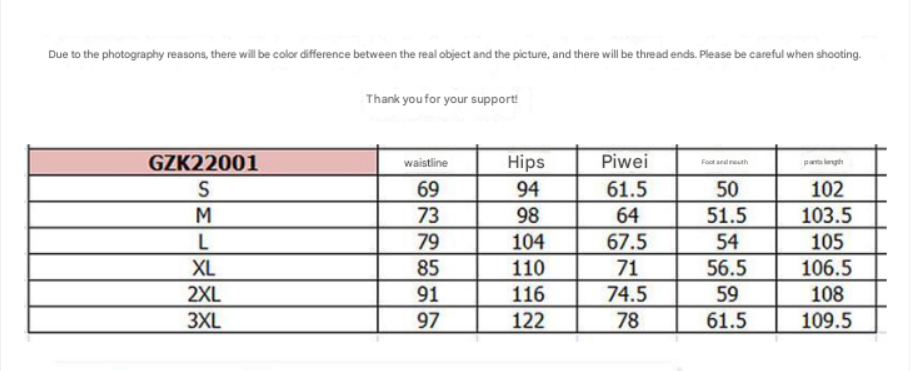 Due to the photography reasons, there will be color difference between the real object and the picture, and there will be thread ends. Please be careful when shooting.
Thank you for your support!
GZK22001 waistline Hips Piwei Foot and mouth pants length
S 69 94 61.5 50 102
M 73 98 64 51.5 103.5
L 79 104 67.5 54 105
XL 85 110 71 56.5 106.5
2XL 91 116 74.5 59 108
3XL 97 122 78 61.5 109.5